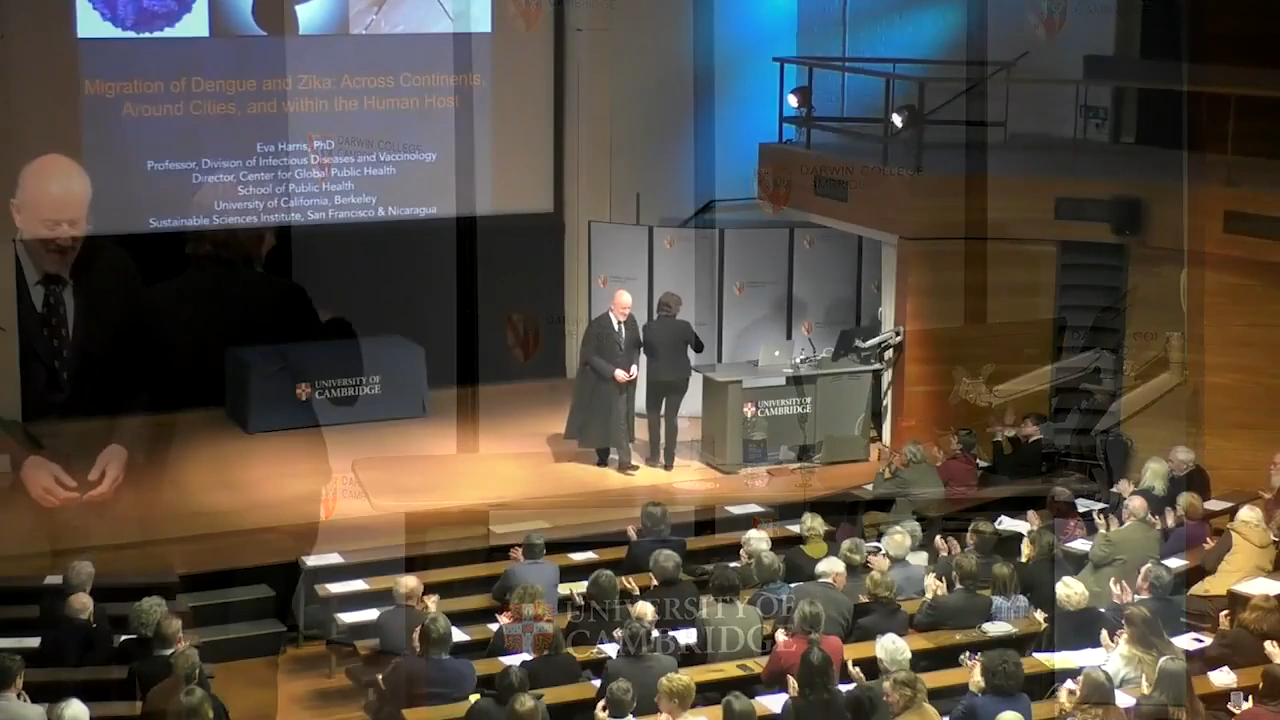 CAMBRIDGE
Migration of Dengue and Zika: Across Continents,
Around Cities, and within the Human Host
Eva Harris, PhD
Professor, Division of Infectious Diseases and Vaccinology
Director, Center for Global Public Health
School of Public Health
University of California, Berkeley
Sustainable Sciences Institute, San Francisco & Nicaragua
DARWIN COLLEGE
DARWIN COLLEGE
CAMBRIDGE
UNIVERSITY OF
CAMBRIDGE
UNIVERSITY OF
CAMBRIDGE
UNIVERSITY OF
CAMBRIDGE